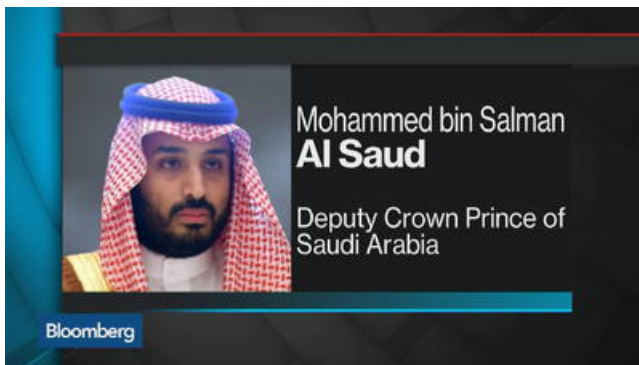 Mohammed bin Salman
Al Saud
Deputy Crown Prince of
Saudi Arabia
Bloomberg